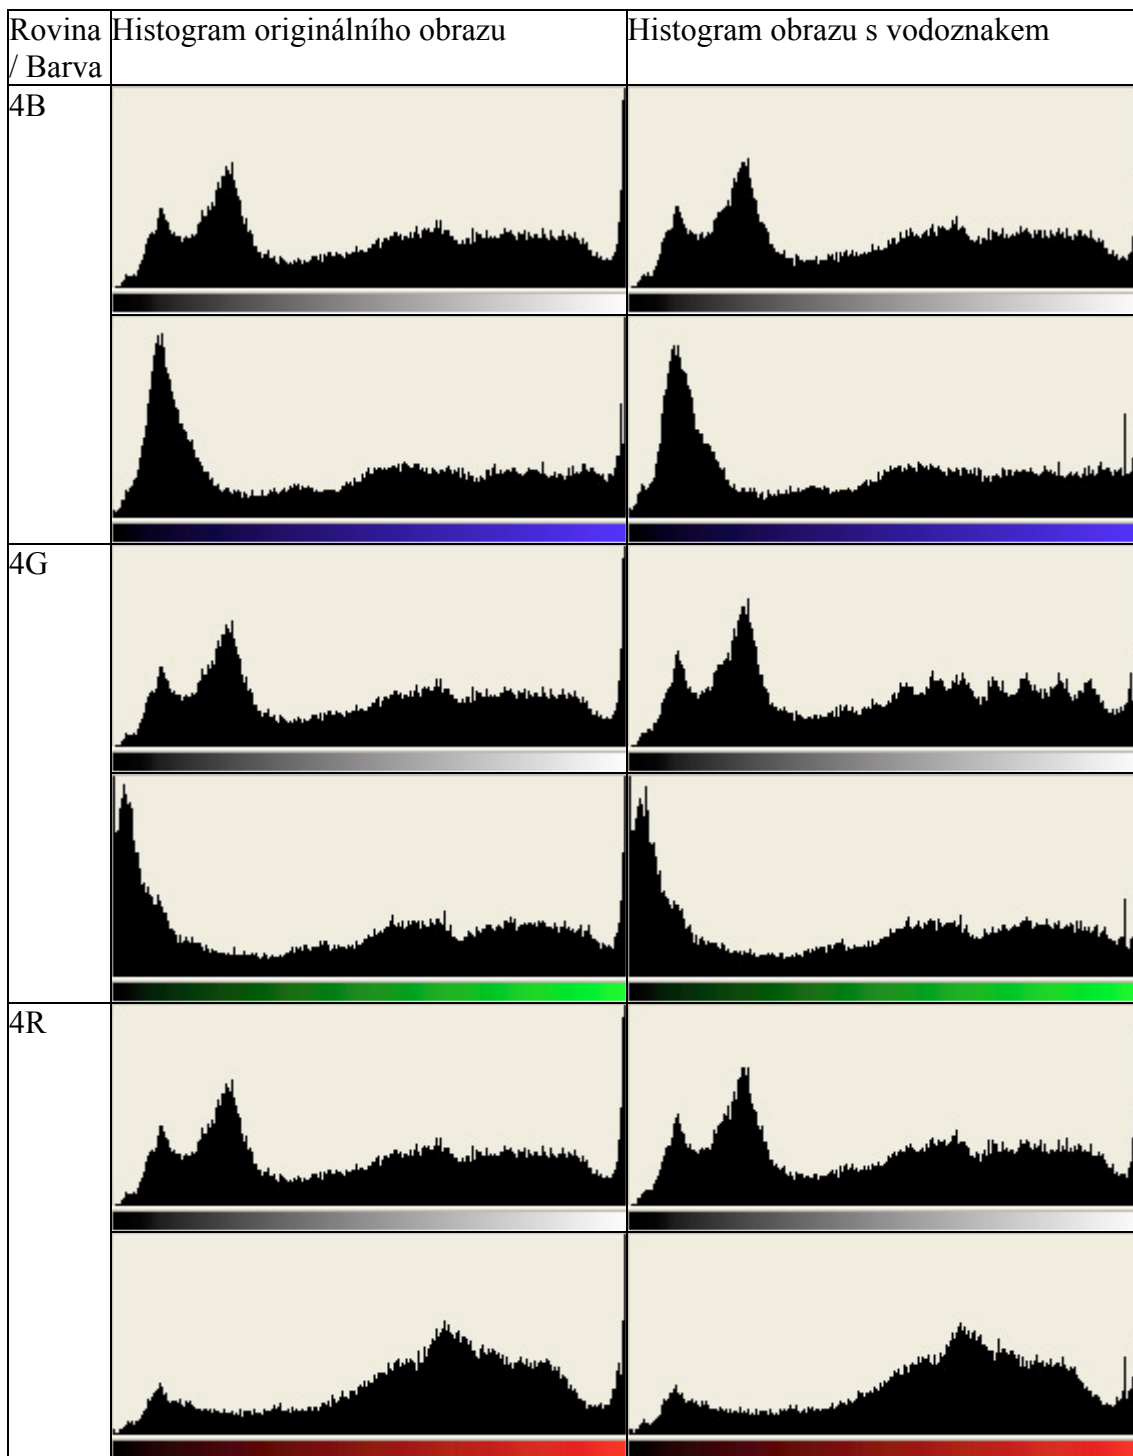 Rovina / Barva
Histogram originálního obrazu
Histogram obrazu s vodoznakem
4B
4G
4R